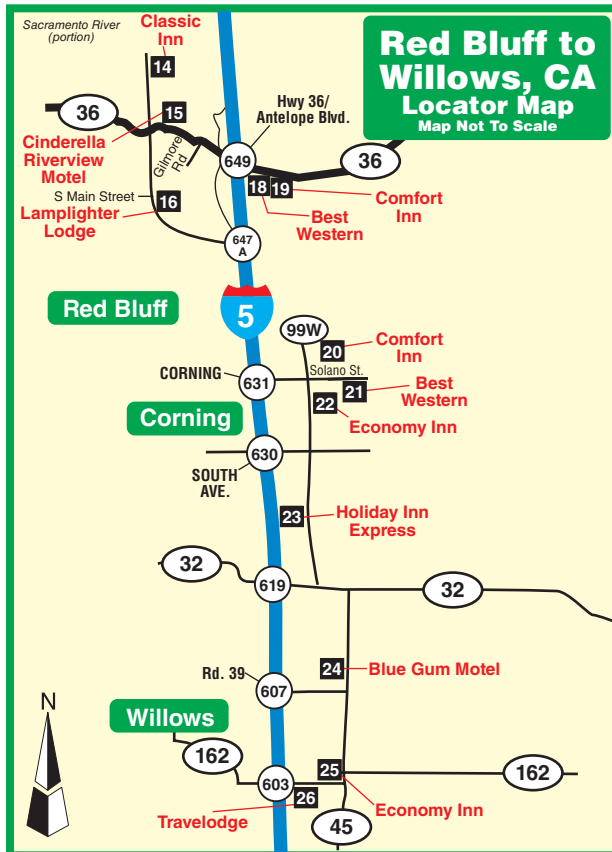 Sacramento River
(portion)
Classic
Inn
14
Red Bluff to
Willows, CA
Locator Map
Map Not To Scale
36
15
Cinderella
Riverview
Motel
Gilmore
Rd
Hwy 36/
Antelope Blvd.
649
36
18
19
Comfort
Inn
Best
Western
S Main Street
16
Lamplighter
Lodge
647
A
Red Bluff
5
99W
20
Comfort
Inn
CORNING
631
Solano St.
21
Best
Western
22
Economy Inn
Corning
630
SOUTH
AVE.
23
Holiday Inn
Express
32
619
32
24
Blue Gum Motel
Rd. 39
607
N
Willows
162
603
25
162
26
Travelodge
Economy Inn
45